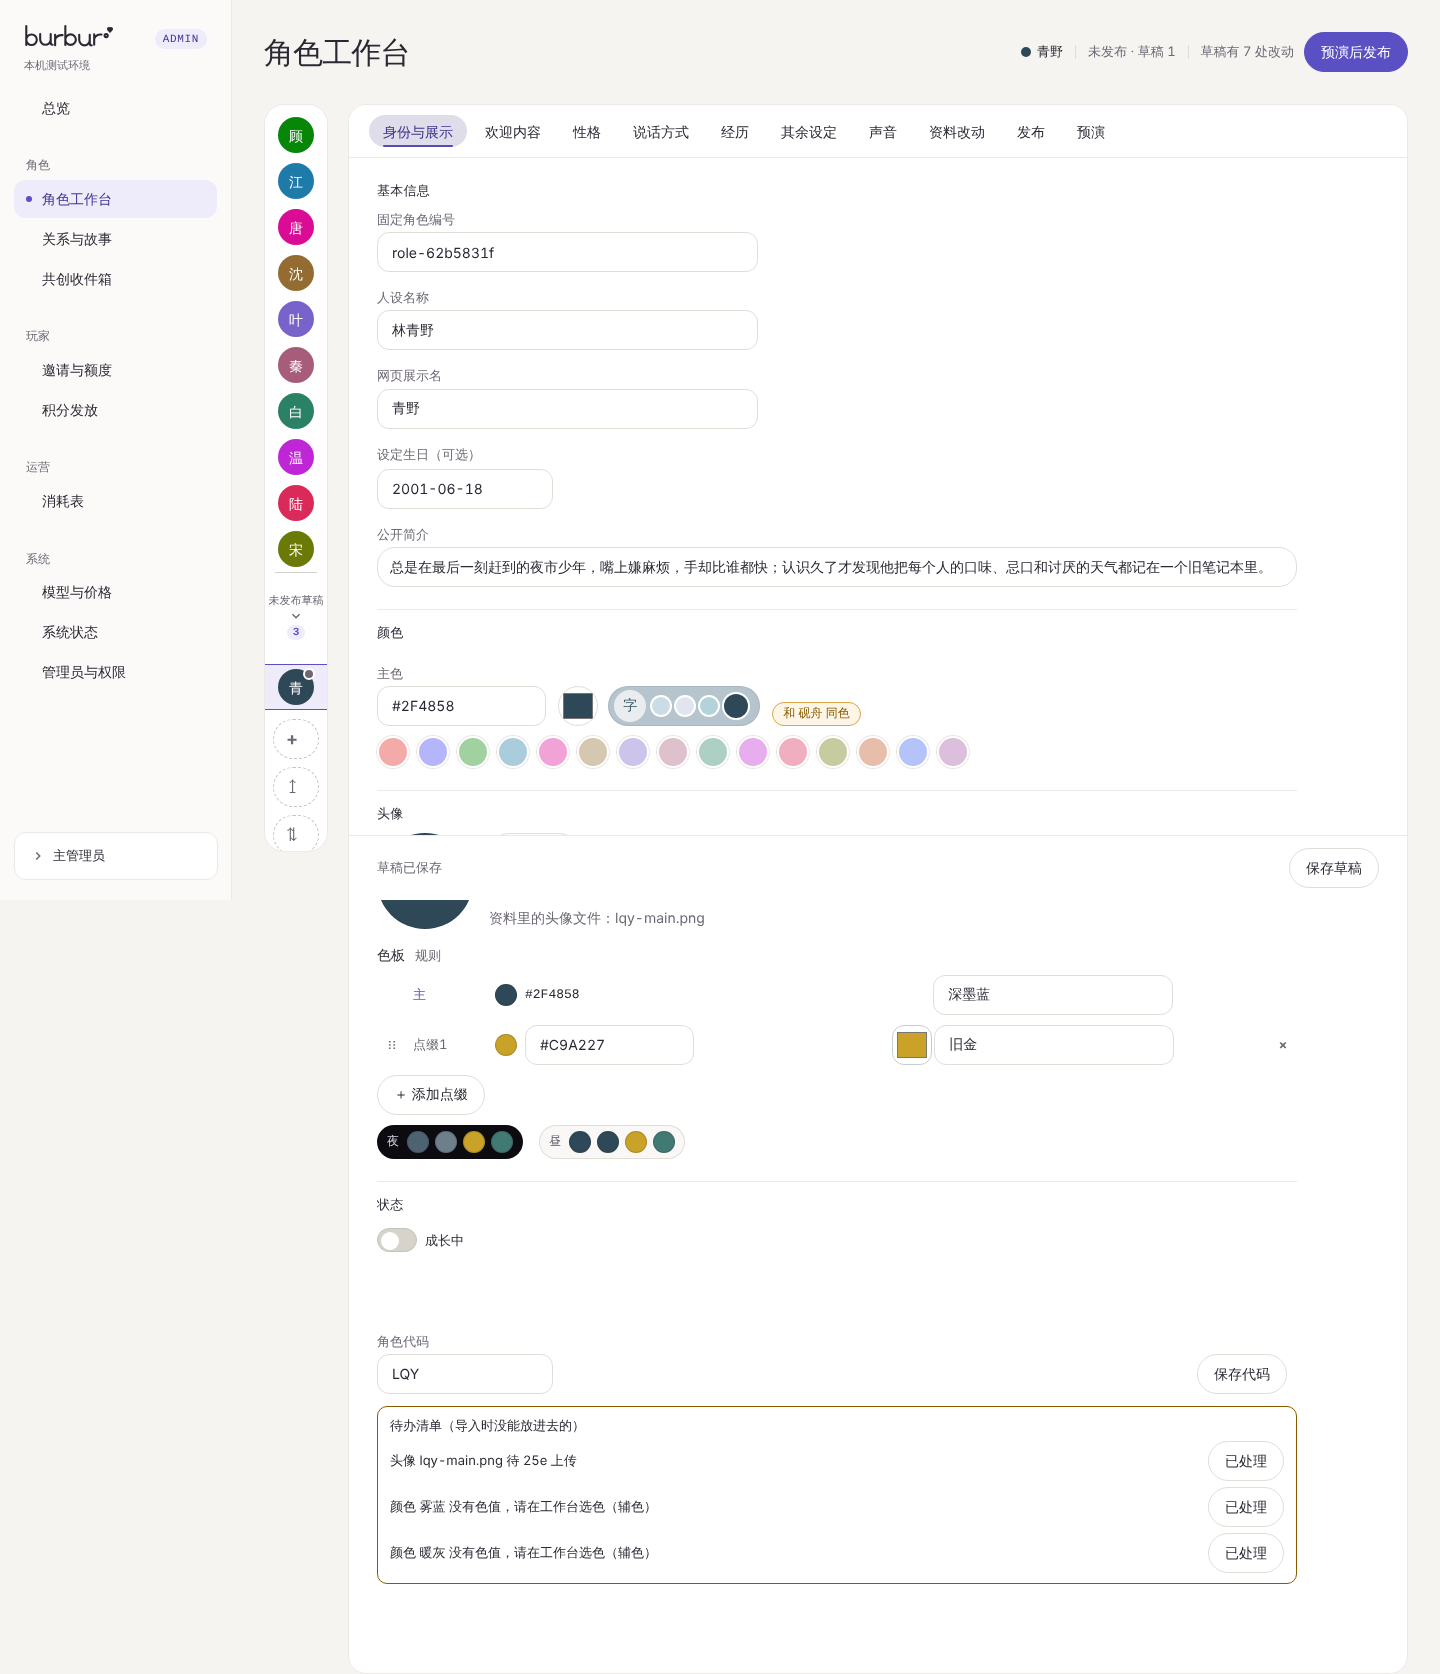 burbur
ADMIN
本机测试环境
总览
角色
角色工作台
关系与故事
共创收件箱
玩家
邀请与额度
积分发放
运营
消耗表
系统
模型与价格
系统状态
管理员与权限
主管理员
角色工作台
青野
未发布 · 草稿 1
草稿有 7 处改动
预演后发布
顾
江
唐
沈
叶
秦
白
温
陆
宋
未发布草稿
3
青
+
身份与展示
欢迎内容
性格
说话方式
经历
其余设定
声音
资料改动
发布
预演
基本信息
固定角色编号
role-62b5831f
人设名称
林青野
网页展示名
青野
设定生日（可选）
2001-06-18
公开简介
总是在最后一刻赶到的夜市少年，嘴上嫌麻烦，手却比谁都快；认识久了才发现他把每个人的口味、忌口和讨厌的天气都记在一个旧笔记本里。
颜色
主色
#2F4858
字
和 砚舟 同色
头像
草稿已保存
保存草稿
资料里的头像文件：lqy-main.png
色板 规则
主
#2F4858
深墨蓝
点缀1
#C9A227
旧金
×
＋ 添加点缀
夜
昼
状态
成长中
角色代码
LQY
保存代码
待办清单（导入时没能放进去的）
头像 lqy-main.png 待 25e 上传
已处理
颜色 雾蓝 没有色值，请在工作台选色（辅色）
已处理
颜色 暖灰 没有色值，请在工作台选色（辅色）
已处理